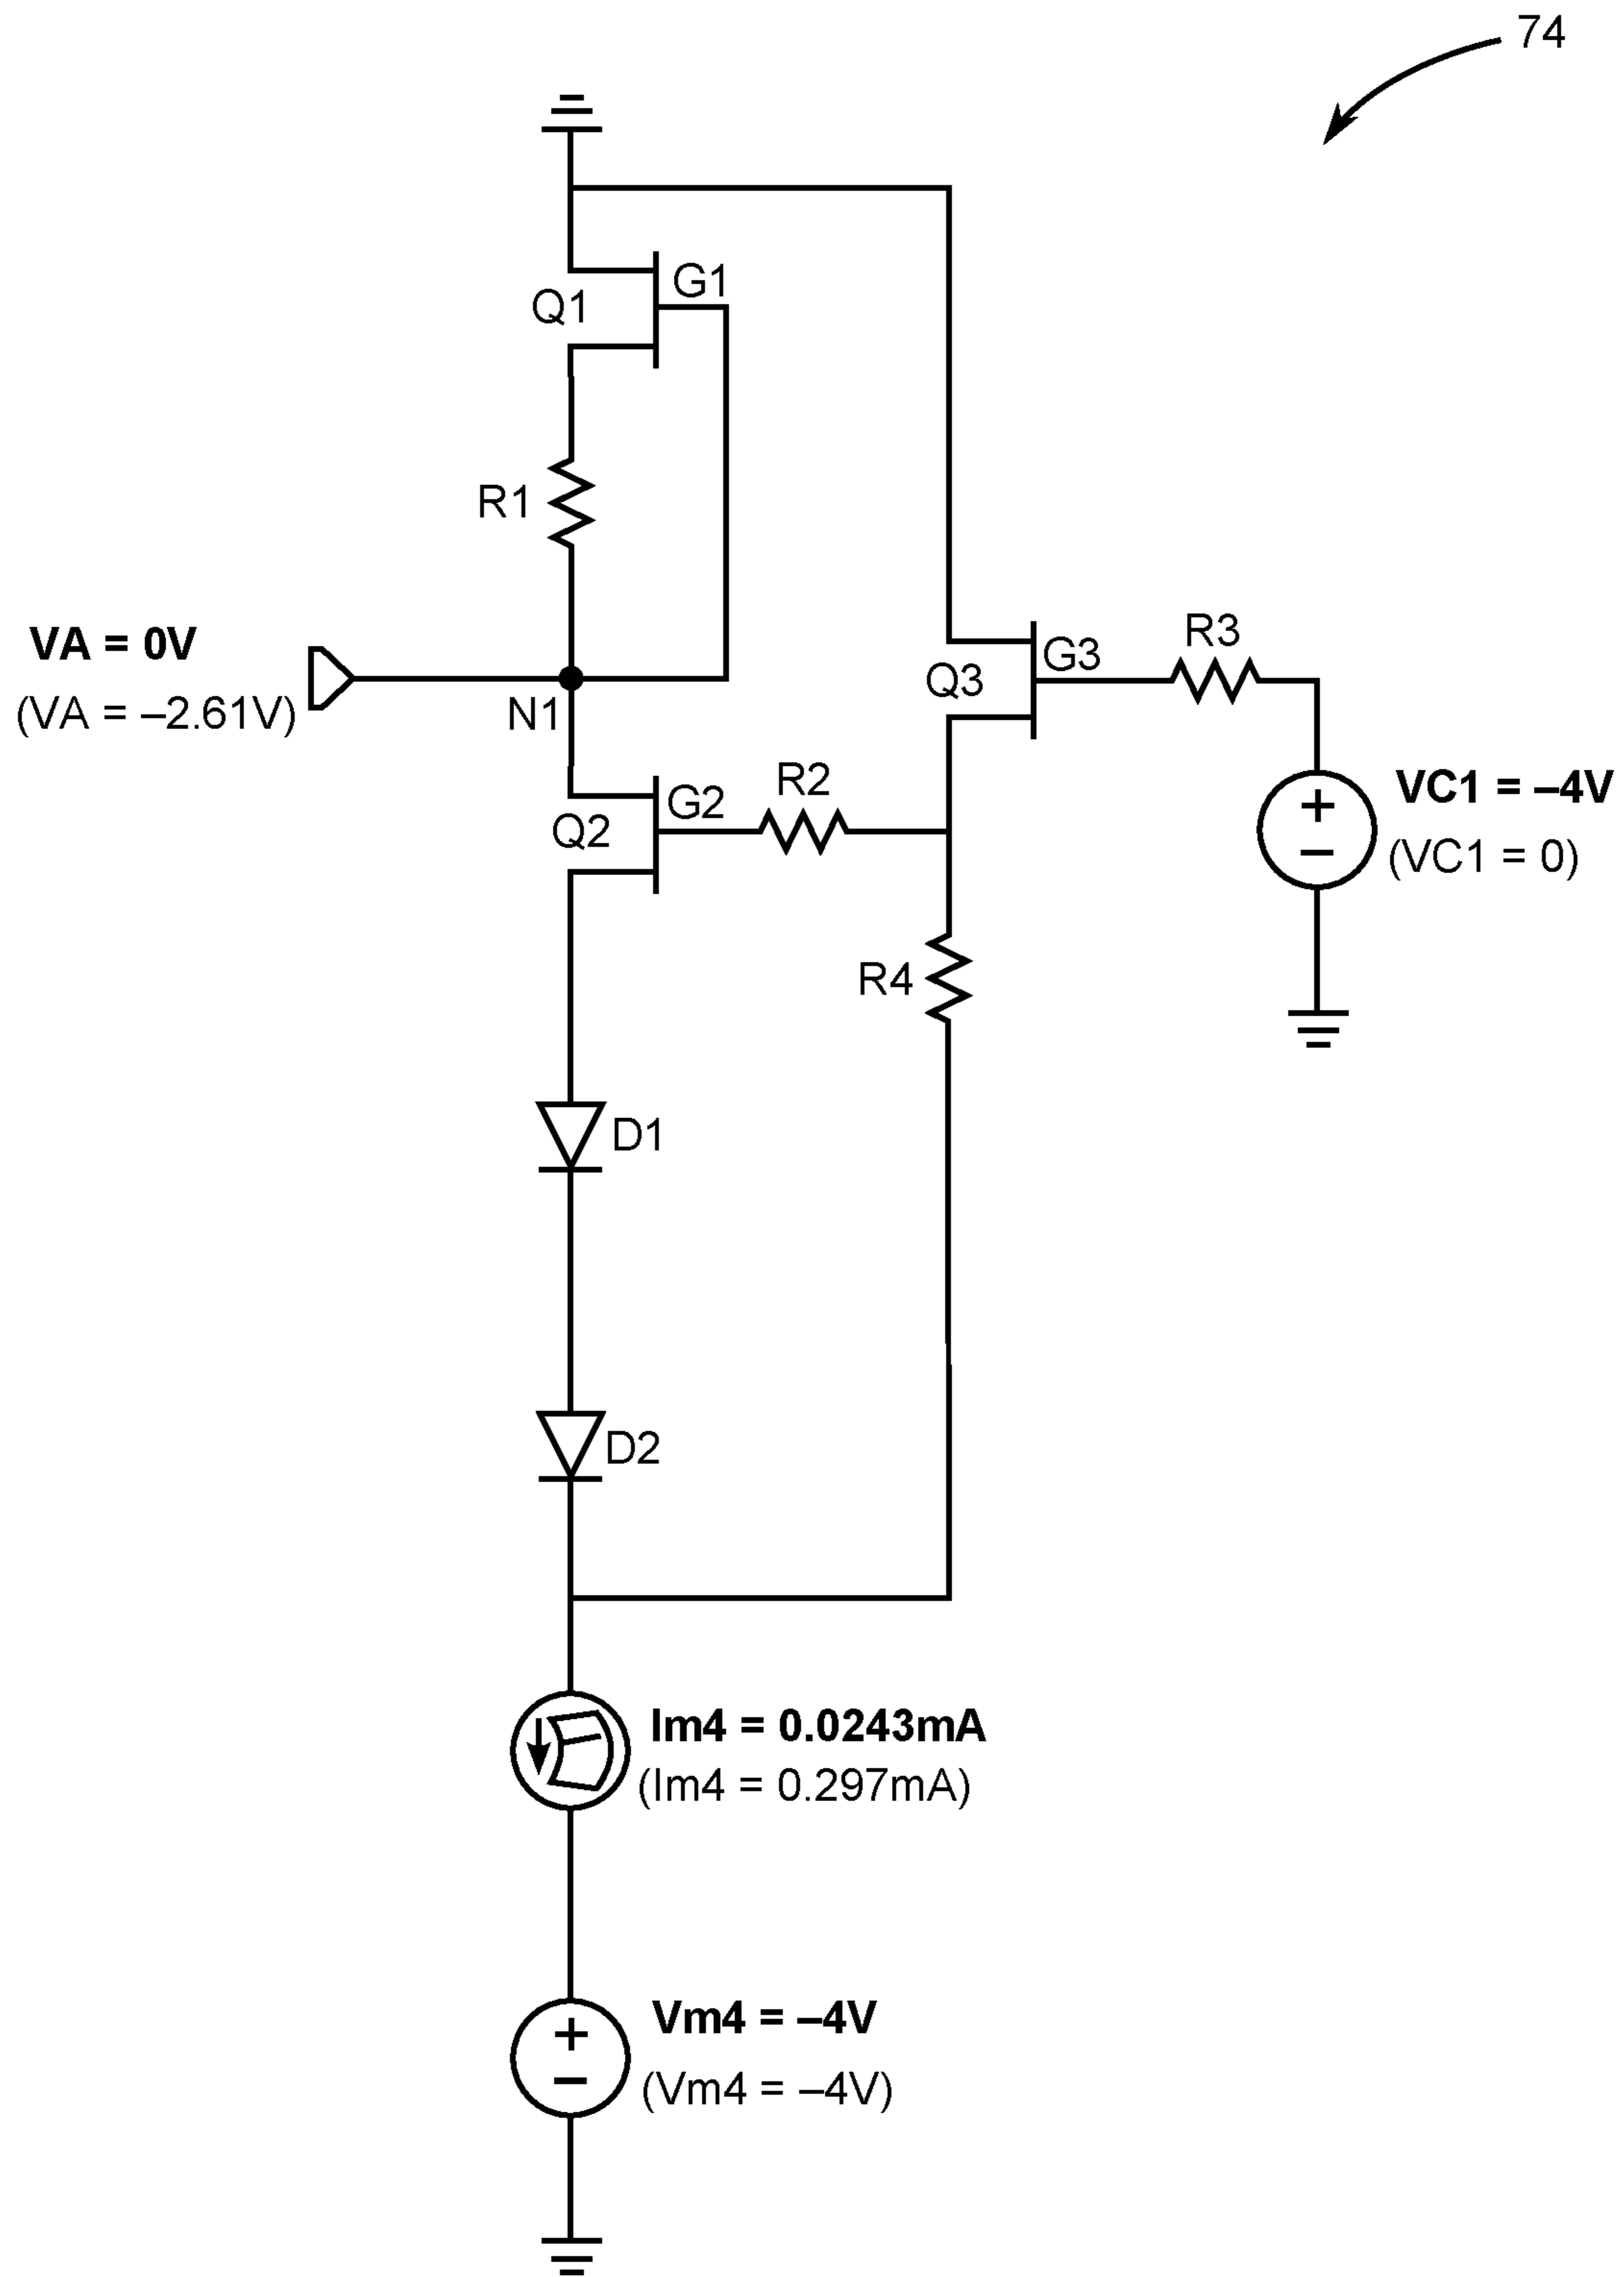 74
G1
Q1
R1
VA = 0V
(VA = –2.61V)
N1
R3
G3
Q3
R2
G2
Q2
VC1 = –4V
(VC1 = 0)
+
–
R4
D1
D2
Im4 = 0.0243mA
(Im4 = 0.297mA)
Vm4 = –4V
(Vm4 = –4V)
+
–